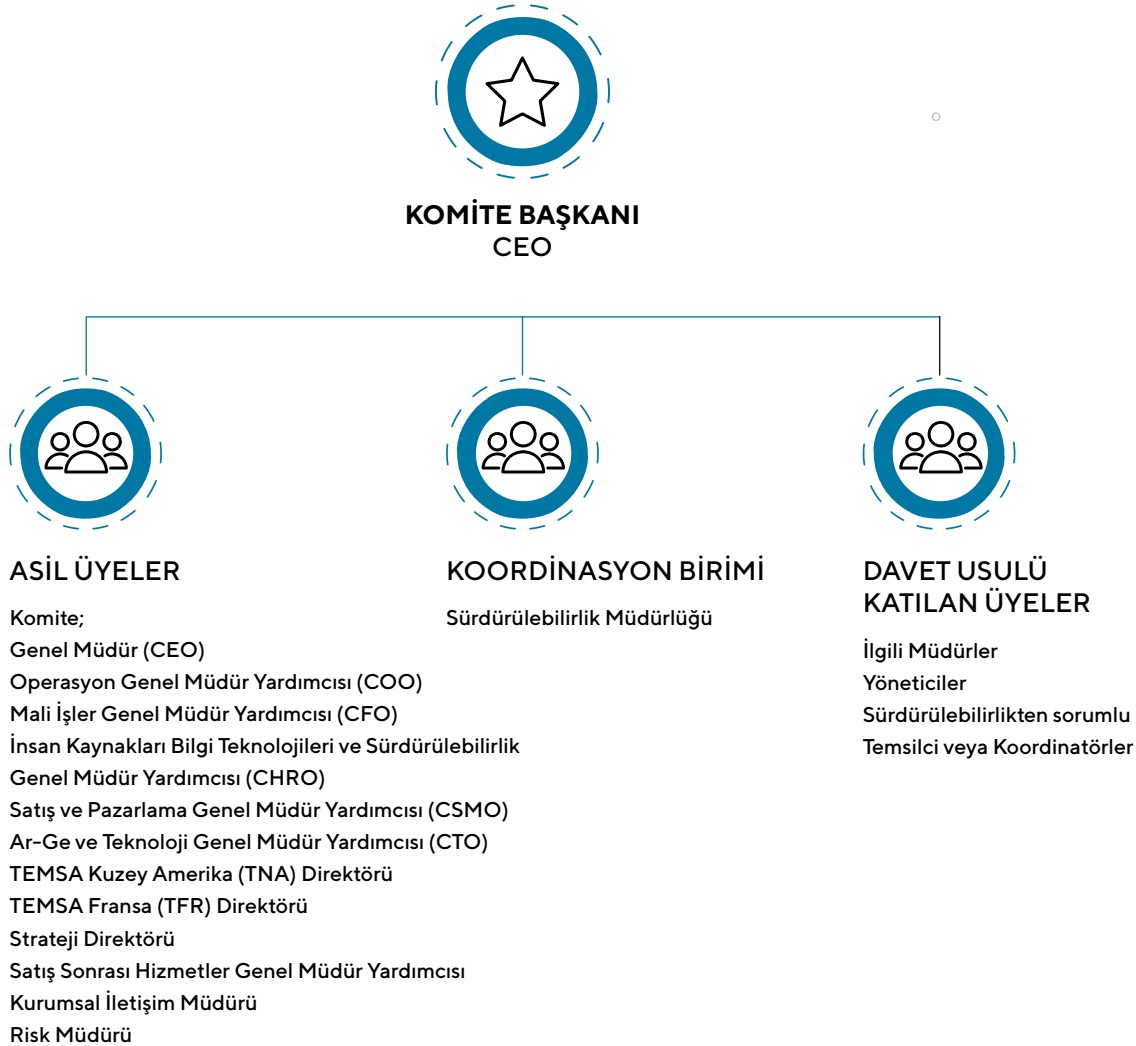 KOMİTE BAŞKANI
CEO
ASİL ÜYELER
Komite;
Genel Müdür (CEO)
Operasyon Genel Müdür Yardımcısı (COO)
Mali İşler Genel Müdür Yardımcısı (CFO)
İnsan Kaynakları Bilgi Teknolojileri ve Sürdürülebilirlik
Genel Müdür Yardımcısı (CHRO)
Satış ve Pazarlama Genel Müdür Yardımcısı (CSMO)
Ar-Ge ve Teknoloji Genel Müdür Yardımcısı (CTO)
TEMSA Kuzey Amerika (TNA) Direktörü
TEMSA Fransa (TFR) Direktörü
Strateji Direktörü
Satış Sonrası Hizmetler Genel Müdür Yardımcısı
Kurumsal İletişim Müdürü
Risk Müdürü
KOORDİNASYON BİRİMİ
Sürdürülebilirlik Müdürlüğü
DAVET USULÜ
KATILAN ÜYELER
İlgili Müdürler
Yöneticiler
Sürdürülebilirlikten sorumlu
Temsilci veya Koordinatörler